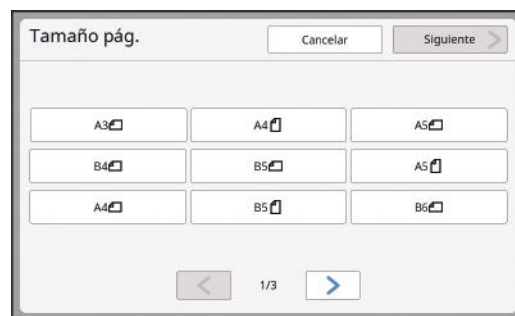 Tamaño pág.
Cancelar
Siguiente
A3
A4
A5
B4
B5
A5
A4
B5
B6
1/3